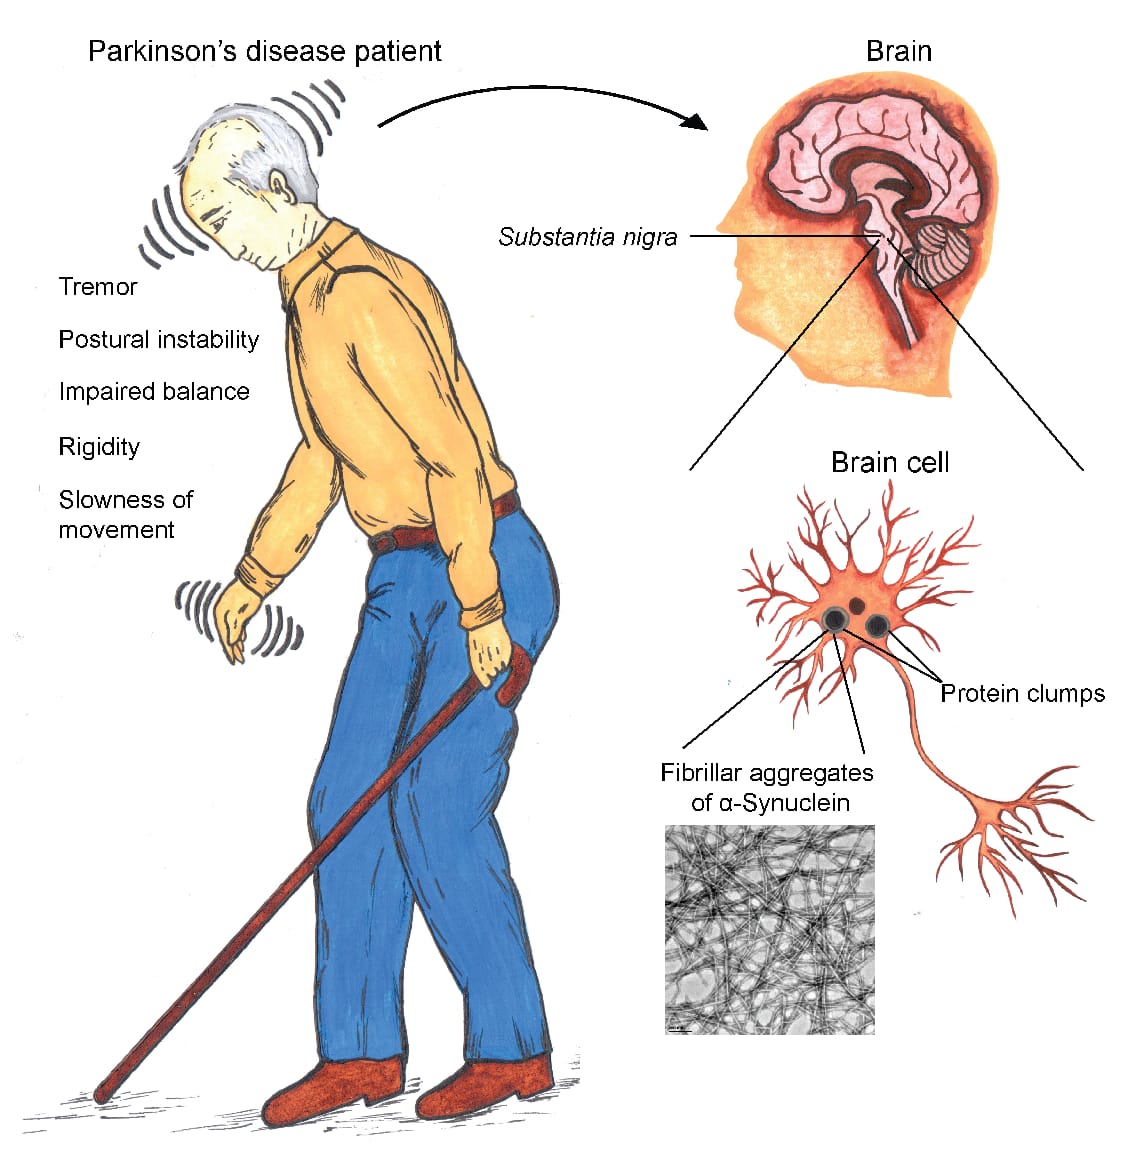 Parkinson’s disease patient
Brain
Substantia nigra
Tremor
Postural instability
Impaired balance
Rigidity
Slowness of
movement
Brain cell
Protein clumps
Fibrillar aggregates
of α-Synuclein